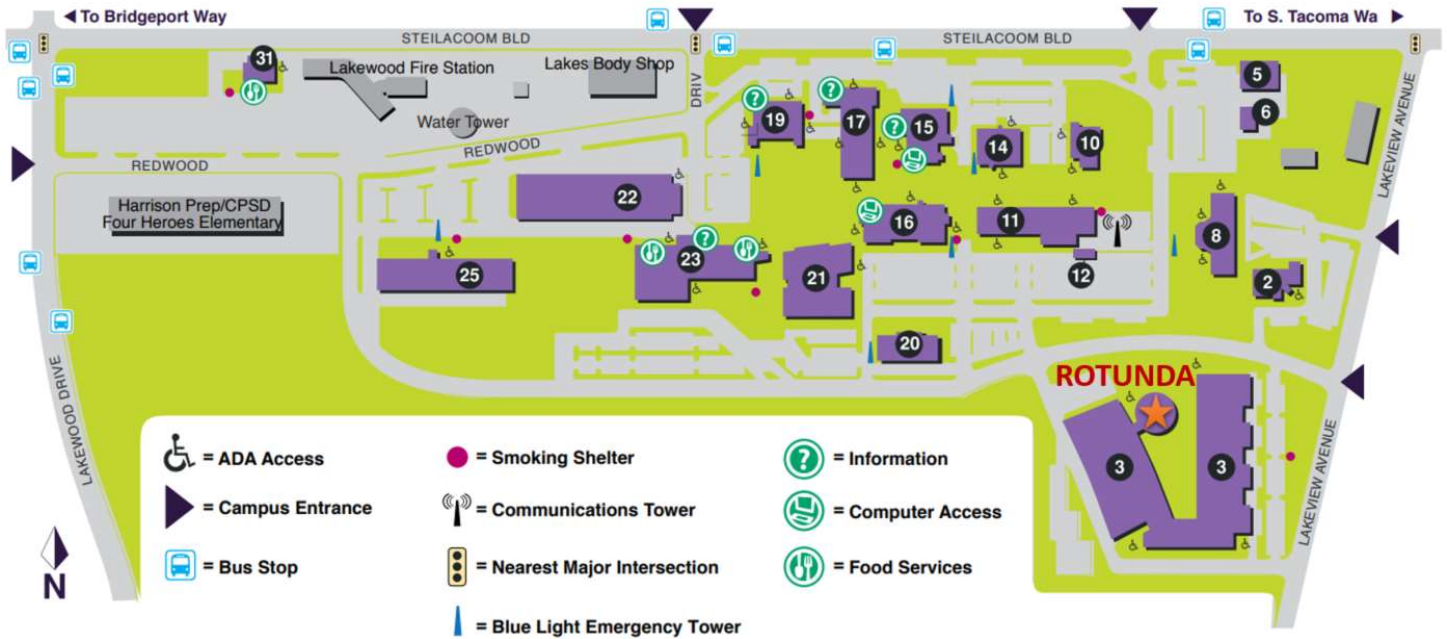 To Bridgeport Way
To S. Tacoma Wa
STEILACOOM BLD
STEILACOOM BLD
31
Lakewood Fire Station
Lakes Body Shop
DRIV
5
6
19
17
15
14
10
Water Tower
REDWOOD
REDWOOD
LAKEVIEW AVENUE
Harrison Prep/CPSD
Four Heroes Elementary
22
16
11
8
25
23
21
12
2
20
LAKEWOOD DRIVE
ROTUNDA
3
3
LAKEVIEW AVENUE
= ADA Access
= Smoking Shelter
? = Information
= Campus Entrance
= Communications Tower
= Computer Access
N
= Bus Stop
= Nearest Major Intersection
= Food Services
= Blue Light Emergency Tower